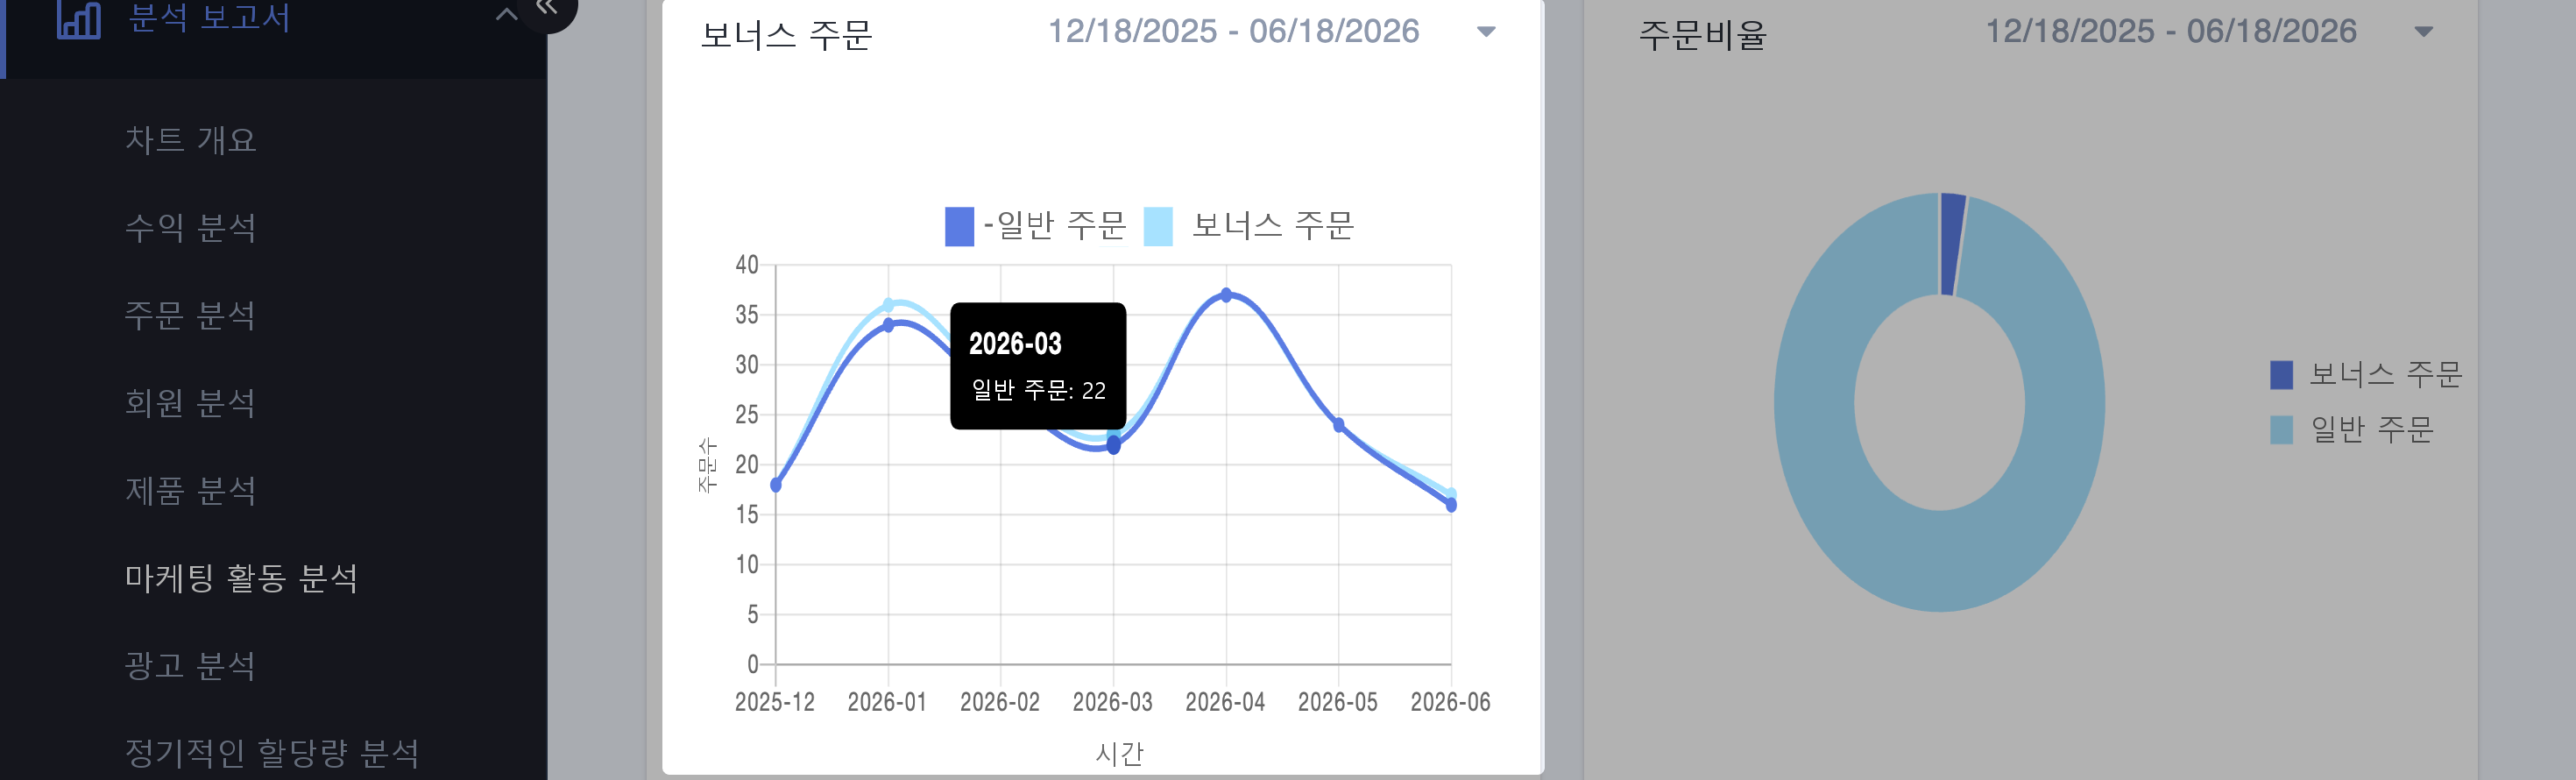 분석 보고서
차트 개요
수익 분석
주문 분석
회원 분석
제품 분석
마케팅 활동 분석
광고 분석
정기적인 할당량 분석
보너스 주문
12/18/2025 - 06/18/2026
-일반 주문 보너스 주문
40
35
30
25
20
15
10
5
0
주문수
2026-03
일반 주문: 22
2025-12 2026-01 2026-02 2026-03 2026-04 2026-05 2026-06
시간
주문비율
12/18/2025 - 06/18/2026
보너스 주문
일반 주문